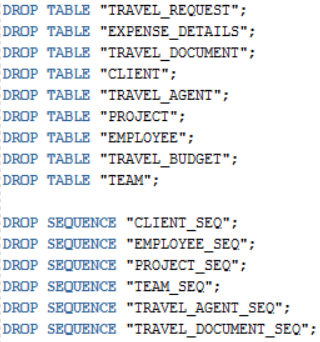 DROP TABLE "TRAVEL_REQUEST";
DROP TABLE "EXPENSE_DETAILS";
DROP TABLE "TRAVEL_DOCUMENT";
DROP TABLE "CLIENT";
DROP TABLE "TRAVEL_AGENT";
DROP TABLE "PROJECT";
DROP TABLE "EMPLOYEE";
DROP TABLE "TRAVEL_BUDGET";
DROP TABLE "TEAM";
DROP SEQUENCE "CLIENT_SEQ";
DROP SEQUENCE "EMPLOYEE_SEQ";
DROP SEQUENCE "PROJECT_SEQ";
DROP SEQUENCE "TEAM_SEQ";
DROP SEQUENCE "TRAVEL_AGENT_SEQ";
DROP SEQUENCE "TRAVEL_DOCUMENT_SEQ";